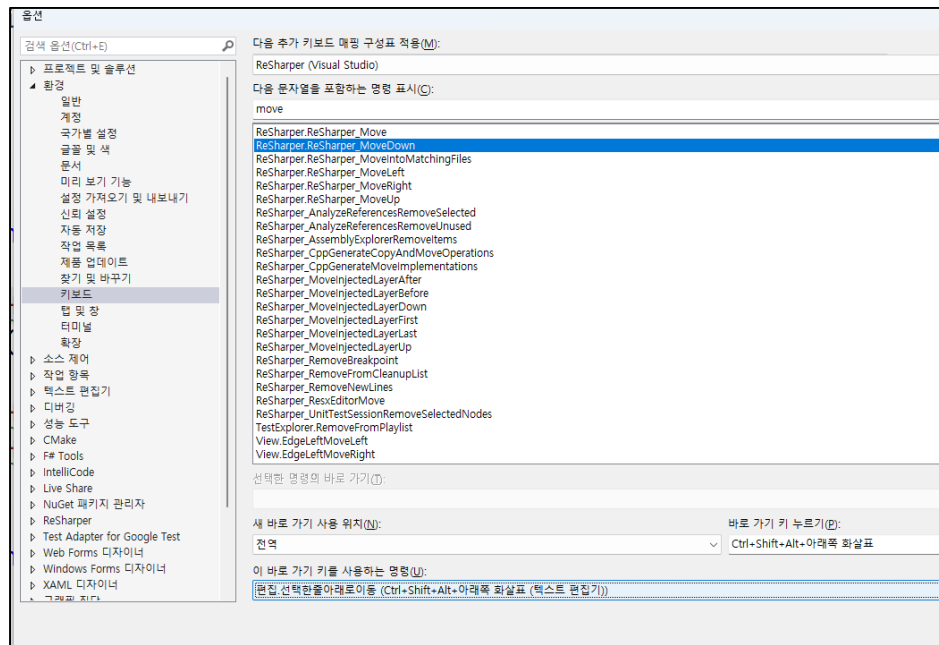 옵션
검색 옵션(Ctrl+E)
프로젝트 및 솔루션
환경
일반
계정
국가별 설정
글꼴 및 색
문서
미리 보기 기능
설정 가져오기 및 내보내기
신뢰 설정
자동 저장
작업 목록
제품 업데이트
찾기 및 바꾸기
키보드
탭 및 창
터미널
확장
소스 제어
작업 항목
텍스트 편집기
디버깅
성능 도구
CMake
F# Tools
IntelliCode
Live Share
NuGet 패키지 관리자
ReSharper
Test Adapter for Google Test
Web Forms 디자이너
Windows Forms 디자이너
XAML 디자이너
다음 추가 키보드 매핑 구성표 적용(M):
ReSharper (Visual Studio)
다음 문자열을 포함하는 명령 표시(C):
move
ReSharper.ReSharper_Move
ReSharper.ReSharper_MoveDown
ReSharper.ReSharper_MoveIntoMatchingFiles
ReSharper.ReSharper_MoveLeft
ReSharper.ReSharper_MoveRight
ReSharper.ReSharper_MoveUp
ReSharper_AnalyzeReferencesRemoveSelected
ReSharper_AnalyzeReferencesRemoveUnused
ReSharper_AssemblyExplorerRemoveItems
ReSharper_CppGenerateCopyAndMoveOperations
ReSharper_CppGenerateMoveImplementations
ReSharper_MoveInjectedLayerAfter
ReSharper_MoveInjectedLayerBefore
ReSharper_MoveInjectedLayerDown
ReSharper_MoveInjectedLayerFirst
ReSharper_MoveInjectedLayerLast
ReSharper_MoveInjectedLayerUp
ReSharper_RemoveBreakpoint
ReSharper_RemoveFromCleanupList
ReSharper_RemoveNewLines
ReSharper_ResxEditorMove
ReSharper_UnitTestSessionRemoveSelectedNodes
TestExplorer.RemoveFromPlaylist
View.EdgeLeftMoveLeft
View.EdgeLeftMoveRight
선택한 명령의 바로 가기(T):
새 바로 가기 사용 위치(N):
전역
바로 가기 키 누르기(P):
Ctrl+Shift+Alt+아래쪽 화살표
이 바로 가기 키를 사용하는 명령(U):
편집.선택한줄아래로이동 (Ctrl+Shift+Alt+아래쪽 화살표 (텍스트 편집기))